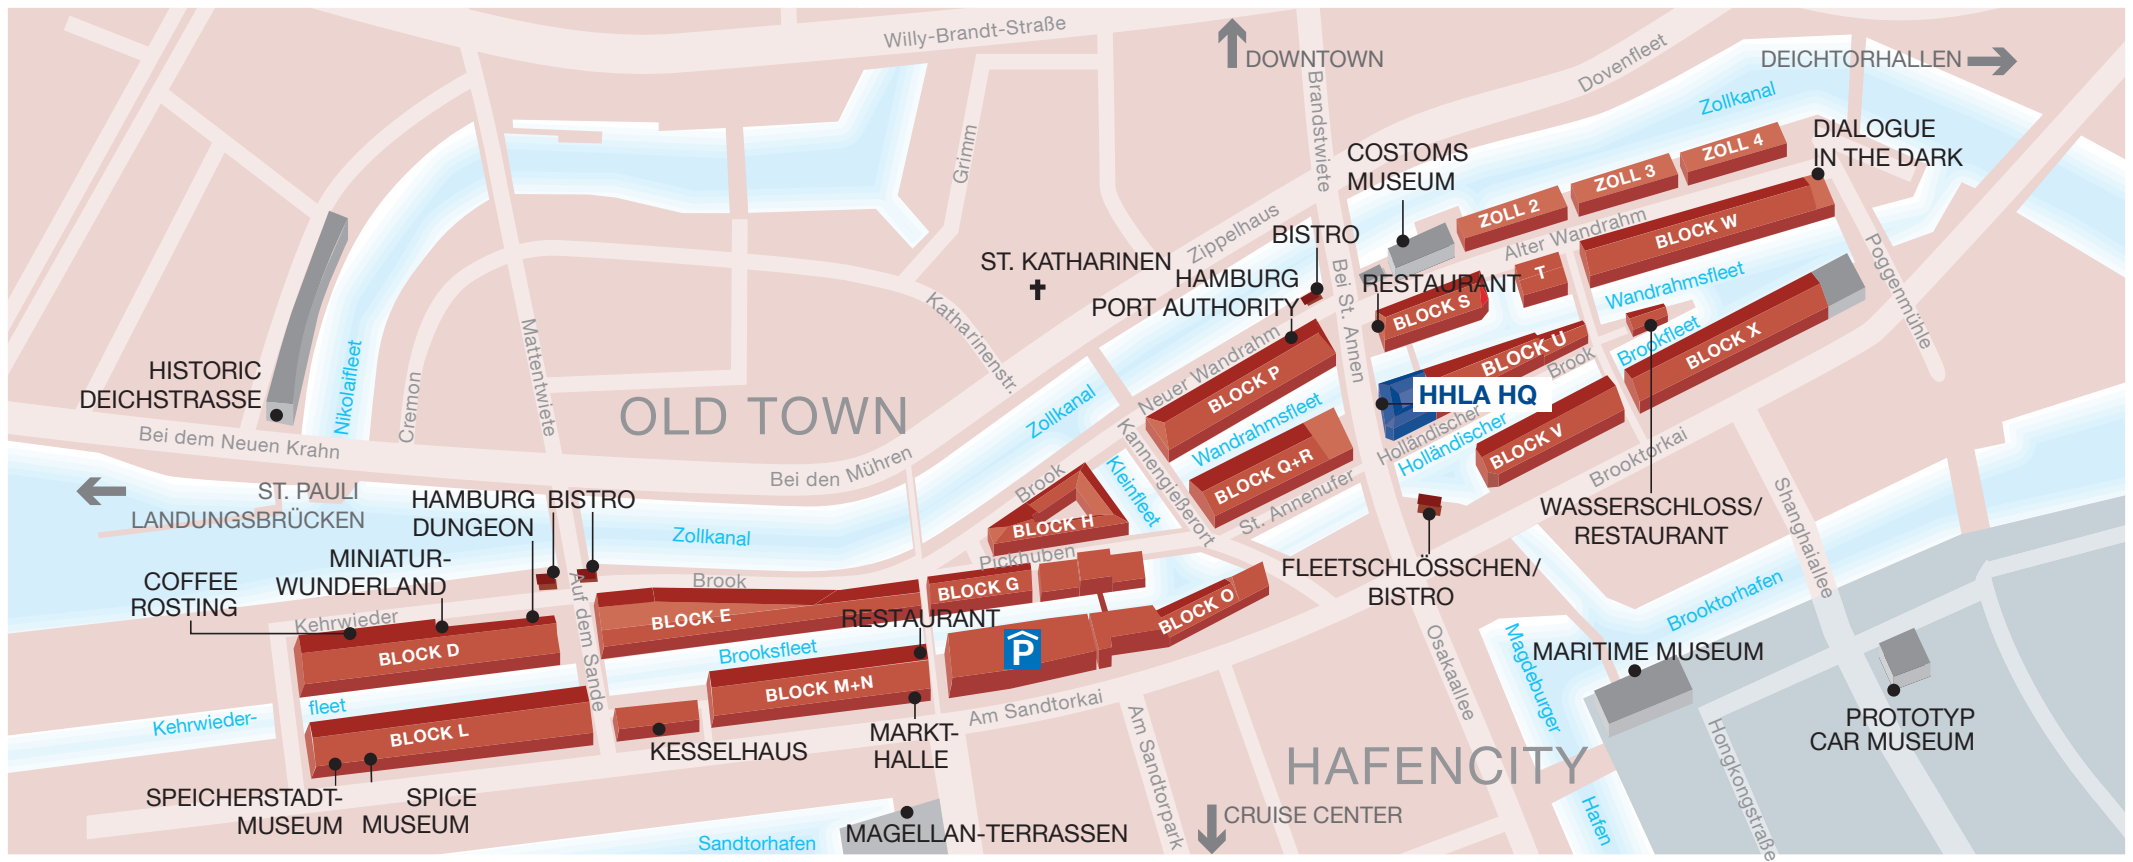 Willy-Brandt-Straße
DOWNTOWN
Brandstwiete
Dovenfleet
DEICHTORHALLEN
Zollkanal
Grimm
COSTOMS
MUSEUM
ZOLL 2
ZOLL 3
ZOLL 4
DIALOGUE
IN THE DARK
Zippelhaus
BISTRO
Alter Wandrahm
BLOCK W
Poggenmühle
ST. KATHARINEN
HAMBURG
PORT AUTHORITY
Bei St. Annen
RESTAURANT
BLOCK S
T
Wandrahmsfleet
Katharinenstr.
Mattentwiete
Nikolaifleet
Cremon
HISTORIC
DEICHSTRASSE
Bei dem Neuen Krahn
OLD TOWN
Bei den Mühren
Zollkanal
Neuer Wandrahm
BLOCK P
BLOCK U
Brook
Brookfleet
BLOCK X
HHLA HQ
Wandrahmsfleet
Holländischer
Holländischer
BLOCK V
Brooktorkai
Kannengießerort
Kleinfleet
BLOCK Q+R
St. Annenufer
ST. PAULI
LANDUNGSBRÜCKEN
HAMBURG
DUNGEON
BISTRO
Zollkanal
Brook
BLOCK H
Pickhuben
WASSERSCHLOSS/
RESTAURANT
Shanghaiallee
MINIATUR-
WUNDERLAND
COFFEE
ROSTING
Kehrwieder
Auf dem Sande
Brook
BLOCK G
FLEETSCHLÖSSCHEN/
BISTRO
Brooktorhafen
BLOCK D
BLOCK E
RESTAURANT
BLOCK O
P
Brooksfleet
Osakaallee
Magdeburger
Hafen
MARITIME MUSEUM
Kehrwieder-
fleet
BLOCK L
BLOCK M+N
Am Sandtorkai
KESSELHAUS
MARKT-
HALLE
Am Sandtorpark
HAFENCITY
Hongkongstraße
PROTOTYP
CAR MUSEUM
SPEICHERSTADT-
MUSEUM
SPICE
MUSEUM
Sandtorhafen
MAGELLAN-TERRASSEN
CRUISE CENTER